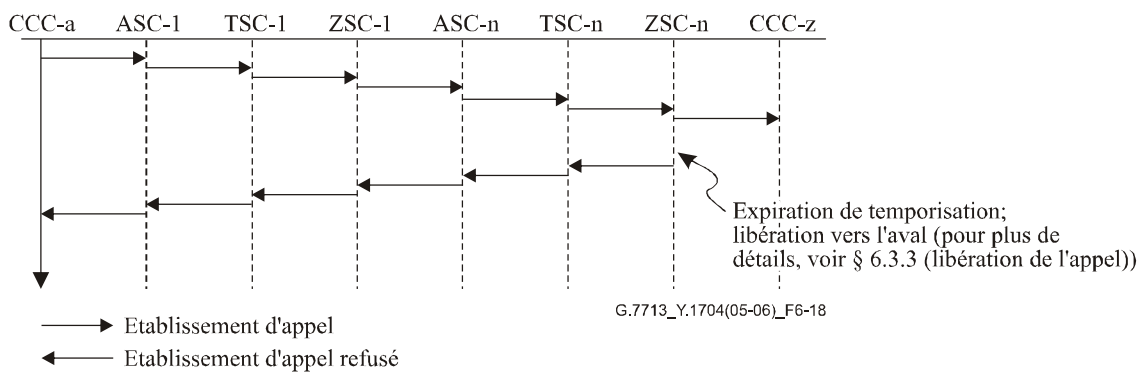 CCC-a ASC-1 TSC-1 ZSC-1 ASC-n TSC-n ZSC-n CCC-z
Expiration de temporisation;
libération vers l'aval (pour plus de
détails, voir § 6.3.3 (libération de l'appel))
G.7713_Y.1704(05-06)_F6-18
Etablissement d'appel
Etablissement d'appel refusé